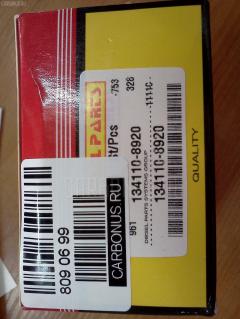 L PARTS
Pcs
-753
326
1111C
961
134110-8920
134110-8920
DIESEL PARTS SYSTEMS GROUP
QUALITY
809 06 99
CARBONUS.RU